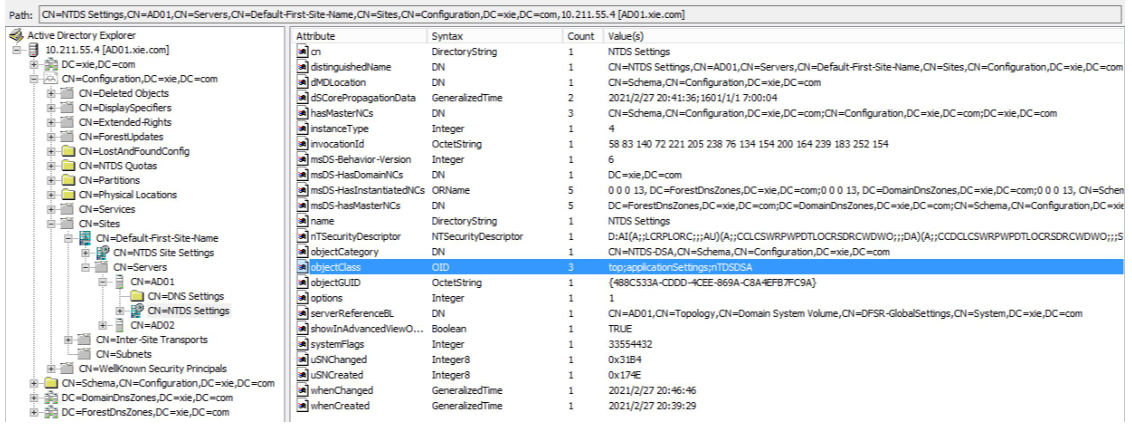 Path: CN=NTDS Settings,CN=AD01,CN=Servers,CN=Default-First-Site-Name,CN=Sites,CN=Configuration,DC=xie,DC=com,10.211.55.4 [AD01.xie.com]
Active Directory Explorer
10.211.55.4 [AD01.xie.com]
DC=xie,DC=com
CN=Configuration,DC=xie,DC=com
CN=Deleted Objects
CN=DisplaySpecifiers
CN=Extended-Rights
CN=ForestUpdates
CN=LostAndFoundConfig
CN=NTDS Quotas
CN=Partitions
CN=Physical Locations
CN=Services
CN=Sites
CN=Default-First-Site-Name
CN=NTDS Site Settings
CN=Servers
CN=AD01
CN=DNS Settings
CN=NTDS Settings
CN=AD02
CN=Inter-Site Transports
CN=Subnets
CN=WellKnown Security Principals
CN=Schema,CN=Configuration,DC=xie,DC=com
DC=DomainDnsZones,DC=xie,DC=com
DC=ForestDnsZones,DC=xie,DC=com
Attribute Syntax Count Value(s)
cn DirectoryString 1 NTDS Settings
distinguishedName DN 1 CN=NTDS Settings,CN=AD01,CN=Servers,CN=Default-First-Site-Name,CN=Sites,CN=Configuration,DC=xie,DC=com
dMDLocation DN 1 CN=Schema,CN=Configuration,DC=xie,DC=com
dSCorePropagationData GeneralizedTime 2 2021/2/27 20:41:36;1601/1/1 7:00:04
hasMasterNCs DN 3 CN=Schema,CN=Configuration,DC=xie,DC=com;CN=Configuration,DC=xie,DC=com;DC=xie,DC=com
instanceType Integer 1 4
invocationId OctetString 1 58 83 140 72 221 205 238 76 134 154 200 164 239 183 252 154
msDS-Behavior-Version Integer 1 6
msDS-HasDomainNCs DN 1 DC=xie,DC=com
msDS-HasInstantiatedNCs ORName 5 0 0 0 13, DC=ForestDnsZones,DC=xie,DC=com;0 0 0 13, DC=DomainDnsZones,DC=xie,DC=com;0 0 0 13, CN=Schem
msDS-hasMasterNCs DN 5 DC=ForestDnsZones,DC=xie,DC=com;DC=DomainDnsZones,DC=xie,DC=com;CN=Schema,CN=Configuration,DC=xie
name DirectoryString 1 NTDS Settings
nTSecurityDescriptor NTSecurityDescriptor 1 D:AI(A;;LCRPLORC;;;AU)(A;;CCLCSWRPWPDTLOCRSDRCWDWO;;;DA)(A;;CCDCLCSWRPWPDTLOCRSDRCWDWO;;;S
objectCategory DN 1 CN=NTDS-DSA,CN=Schema,CN=Configuration,DC=xie,DC=com
objectClass OID 3 top;applicationSettings;nTDSDSA
objectGUID OctetString 1 {488C533A-CDDD-4CEE-869A-C8A4EFB7FC9A}
options Integer 1 1
serverReferenceBL DN 1 CN=AD01,CN=Topology,CN=Domain System Volume,CN=DFSR-GlobalSettings,CN=System,DC=xie,DC=com
showInAdvancedViewO... Boolean 1 TRUE
systemFlags Integer 1 33554432
uSNChanged Integer8 1 0x31B4
uSNCreated Integer8 1 0x174E
whenChanged GeneralizedTime 1 2021/2/27 20:46:46
whenCreated GeneralizedTime 1 2021/2/27 20:39:29